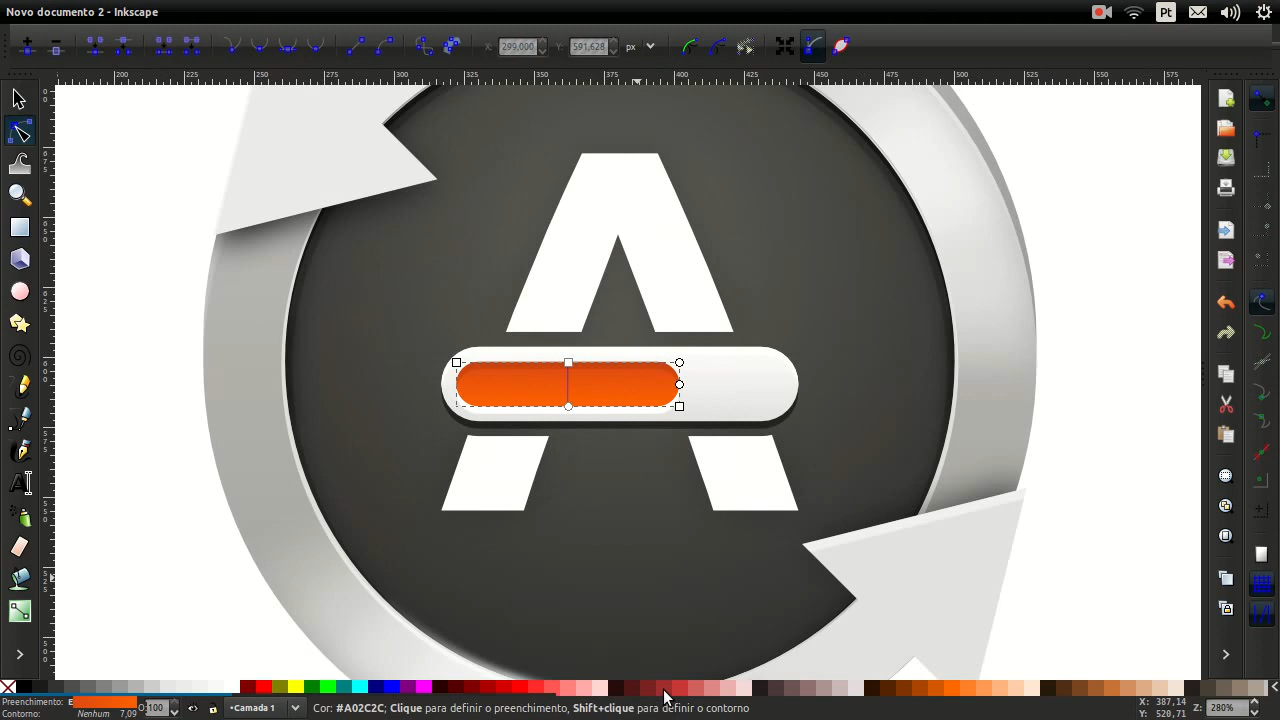 Novo documento 2 - Inkscape
Pt
X: 299,000 Y: 591,628 px
200 225 250 275 300 325 350 375 400 425 450 475 500 525 550 575
A
Preenchimento:
Contorno: Nenhum 7,09
O: 100
•Camada 1
Cor: #A02C2C; Clique para definir o preenchimento, Shift+clique para definir o contorno
X: 387,14
Y: 520,71
Z: 280%